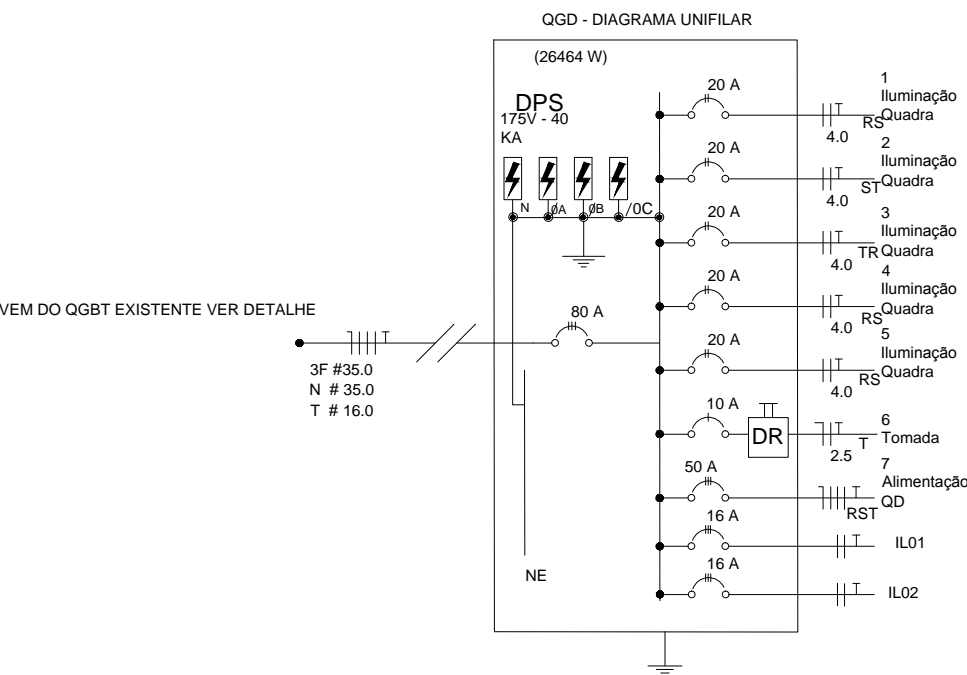 QGD - DIAGRAMA UNIFILAR
(26464 W)
DPS
175V - 40
KA
N
ØA
ØB
/0C
VEM DO QGBT EXISTENTE VER DETALHE
3F #35.0
N # 35.0
T # 16.0
80 A
NE
20 A
4.0
RS
1
Iluminação
Quadra
20 A
4.0
ST
2
Iluminação
Quadra
20 A
4.0
TR
3
Iluminação
Quadra
20 A
4.0
RS
4
Iluminação
Quadra
20 A
4.0
RS
5
Iluminação
Quadra
10 A
DR
2.5
T
6
Tomada
50 A
RST
7
Alimentação
QD
16 A
IL01
16 A
IL02